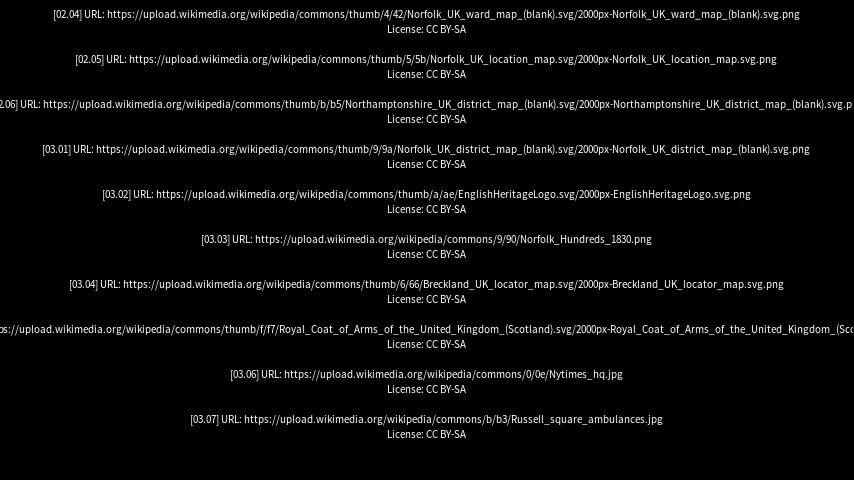 [02.04] URL: https://upload.wikimedia.org/wikipedia/commons/thumb/4/42/Norfolk_UK_ward_map_(blank).svg/2000px-Norfolk_UK_ward_map_(blank).svg.png
License: CC BY-SA
[02.05] URL: https://upload.wikimedia.org/wikipedia/commons/thumb/5/5b/Norfolk_UK_location_map.svg/2000px-Norfolk_UK_location_map.svg.png
License: CC BY-SA
2.06] URL: https://upload.wikimedia.org/wikipedia/commons/thumb/b/b5/Northamptonshire_UK_district_map_(blank).svg/2000px-Northamptonshire_UK_district_map_(blank).svg.p
License: CC BY-SA
[03.01] URL: https://upload.wikimedia.org/wikipedia/commons/thumb/9/9a/Norfolk_UK_district_map_(blank).svg/2000px-Norfolk_UK_district_map_(blank).svg.png
License: CC BY-SA
[03.02] URL: https://upload.wikimedia.org/wikipedia/commons/thumb/a/ae/EnglishHeritageLogo.svg/2000px-EnglishHeritageLogo.svg.png
License: CC BY-SA
[03.03] URL: https://upload.wikimedia.org/wikipedia/commons/9/90/Norfolk_Hundreds_1830.png
License: CC BY-SA
[03.04] URL: https://upload.wikimedia.org/wikipedia/commons/thumb/6/66/Breckland_UK_locator_map.svg/2000px-Breckland_UK_locator_map.svg.png
License: CC BY-SA
ps://upload.wikimedia.org/wikipedia/commons/thumb/f/f7/Royal_Coat_of_Arms_of_the_United_Kingdom_(Scotland).svg/2000px-Royal_Coat_of_Arms_of_the_United_Kingdom_(Sco
License: CC BY-SA
[03.06] URL: https://upload.wikimedia.org/wikipedia/commons/0/0e/Nytimes_hq.jpg
License: CC BY-SA
[03.07] URL: https://upload.wikimedia.org/wikipedia/commons/b/b3/Russell_square_ambulances.jpg
License: CC BY-SA